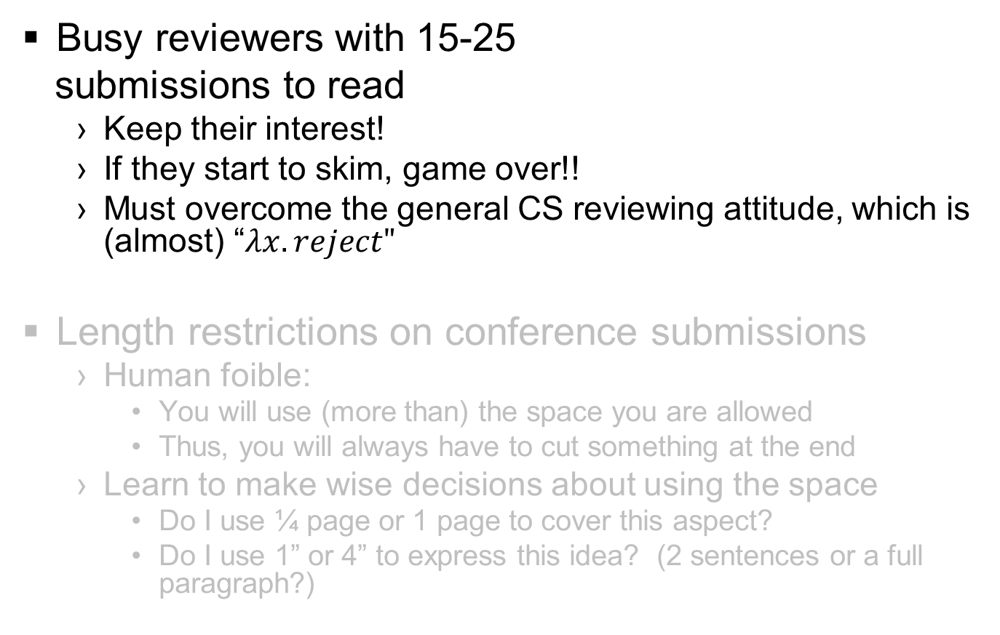 ▪ Busy reviewers with 15-25
submissions to read
› Keep their interest!
› If they start to skim, game over!!
› Must overcome the general CS reviewing attitude, which is
(almost) “λx.reject"
▪ Length restrictions on conference submissions
› Human foible:
• You will use (more than) the space you are allowed
• Thus, you will always have to cut something at the end
› Learn to make wise decisions about using the space
• Do I use ¼ page or 1 page to cover this aspect?
• Do I use 1” or 4” to express this idea? (2 sentences or a full
paragraph?)